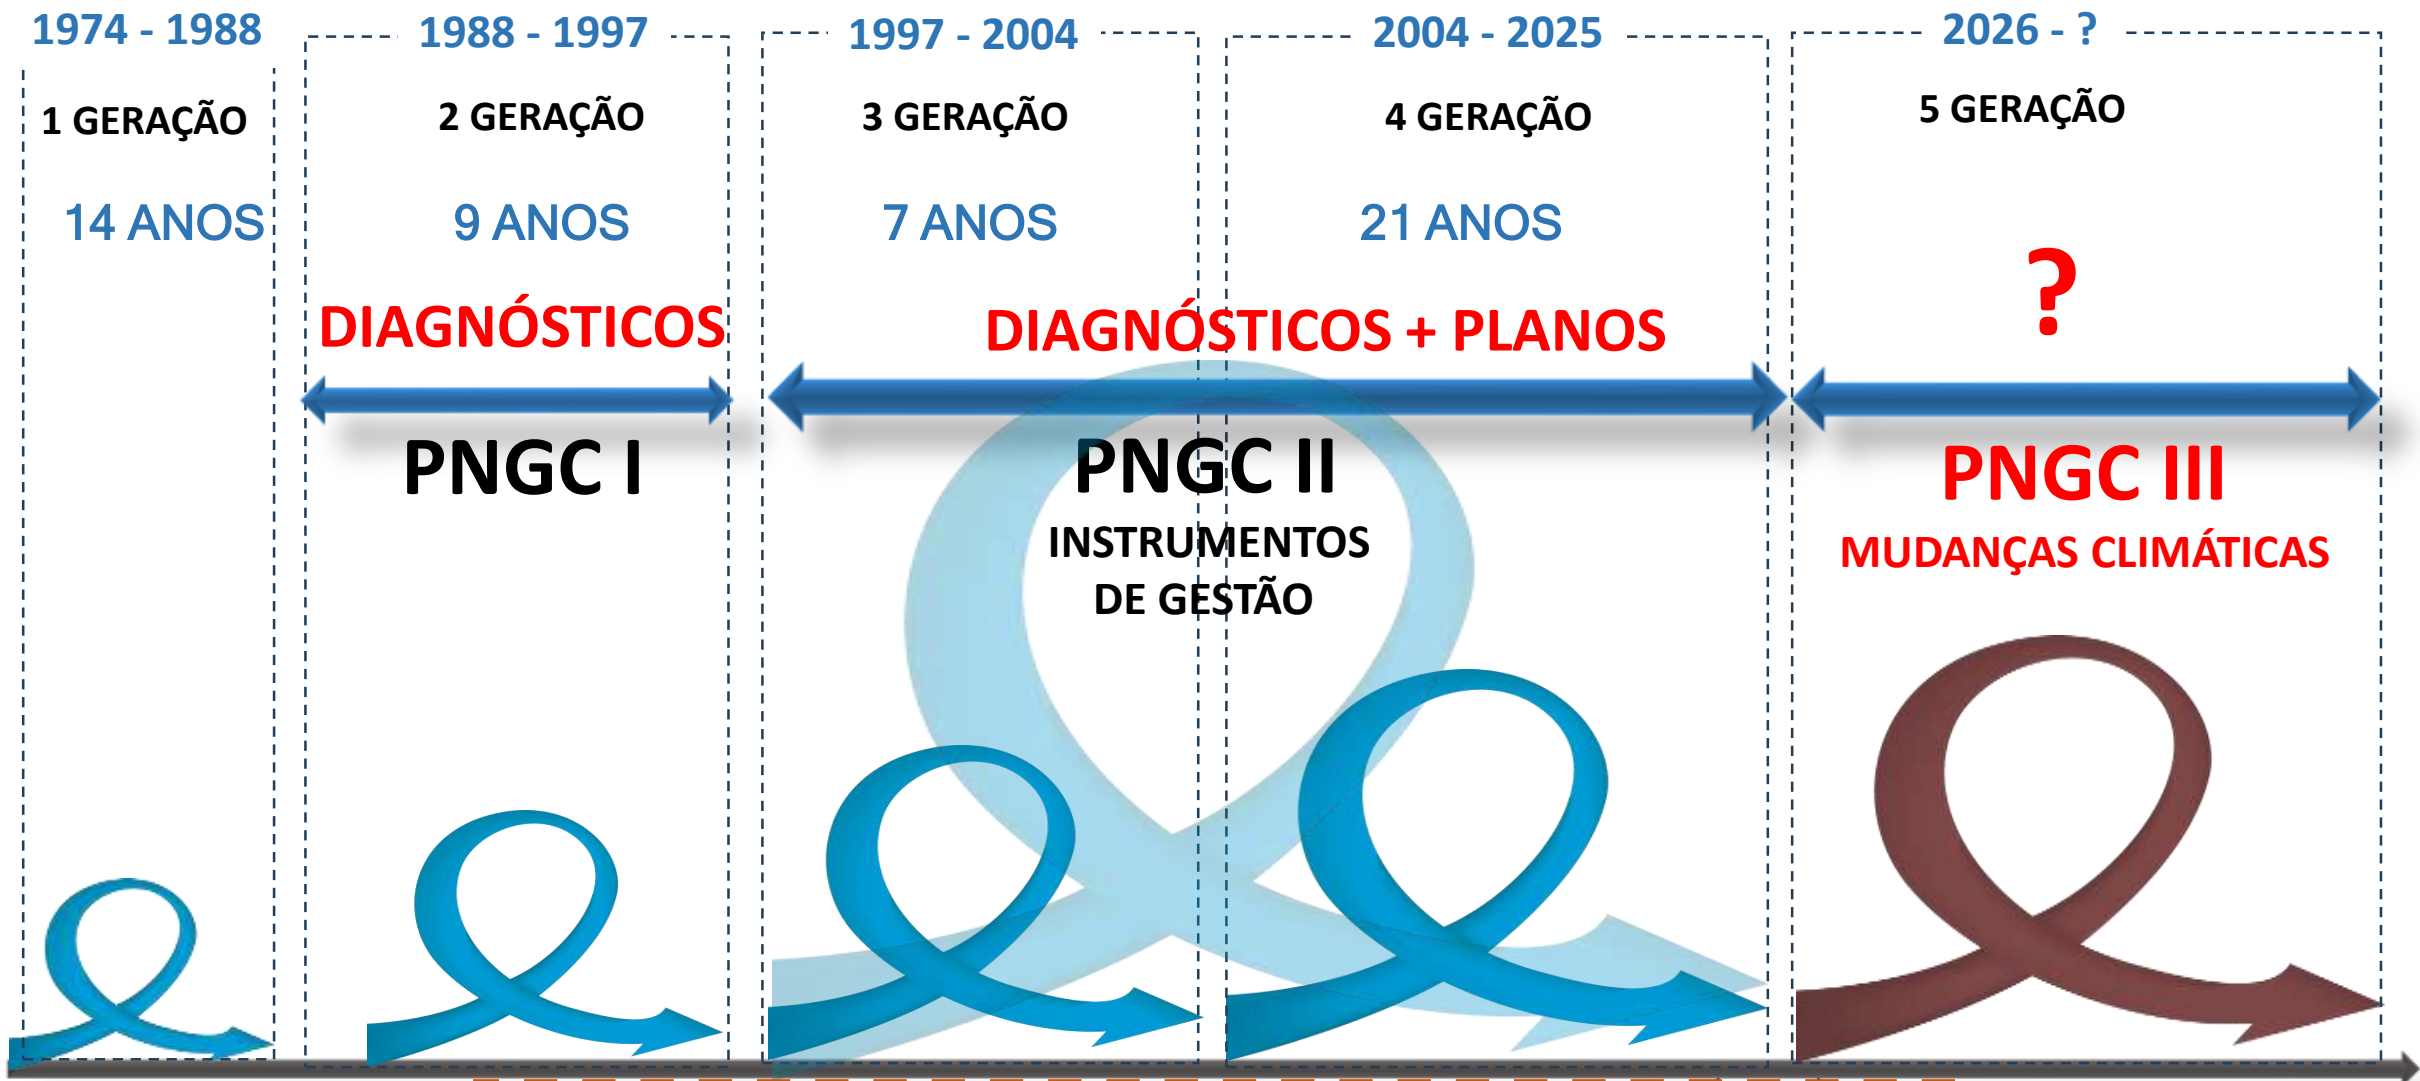 1974 - 1988
1 GERAÇÃO
14 ANOS
1988 - 1997
2 GERAÇÃO
9 ANOS
DIAGNÓSTICOS
PNGC I
1997 - 2004
3 GERAÇÃO
7 ANOS
2004 - 2025
4 GERAÇÃO
21 ANOS
DIAGNÓSTICOS + PLANOS
PNGC II
INSTRUMENTOS
DE GESTÃO
2026 - ?
5 GERAÇÃO
?
PNGC III
MUDANÇAS CLIMÁTICAS